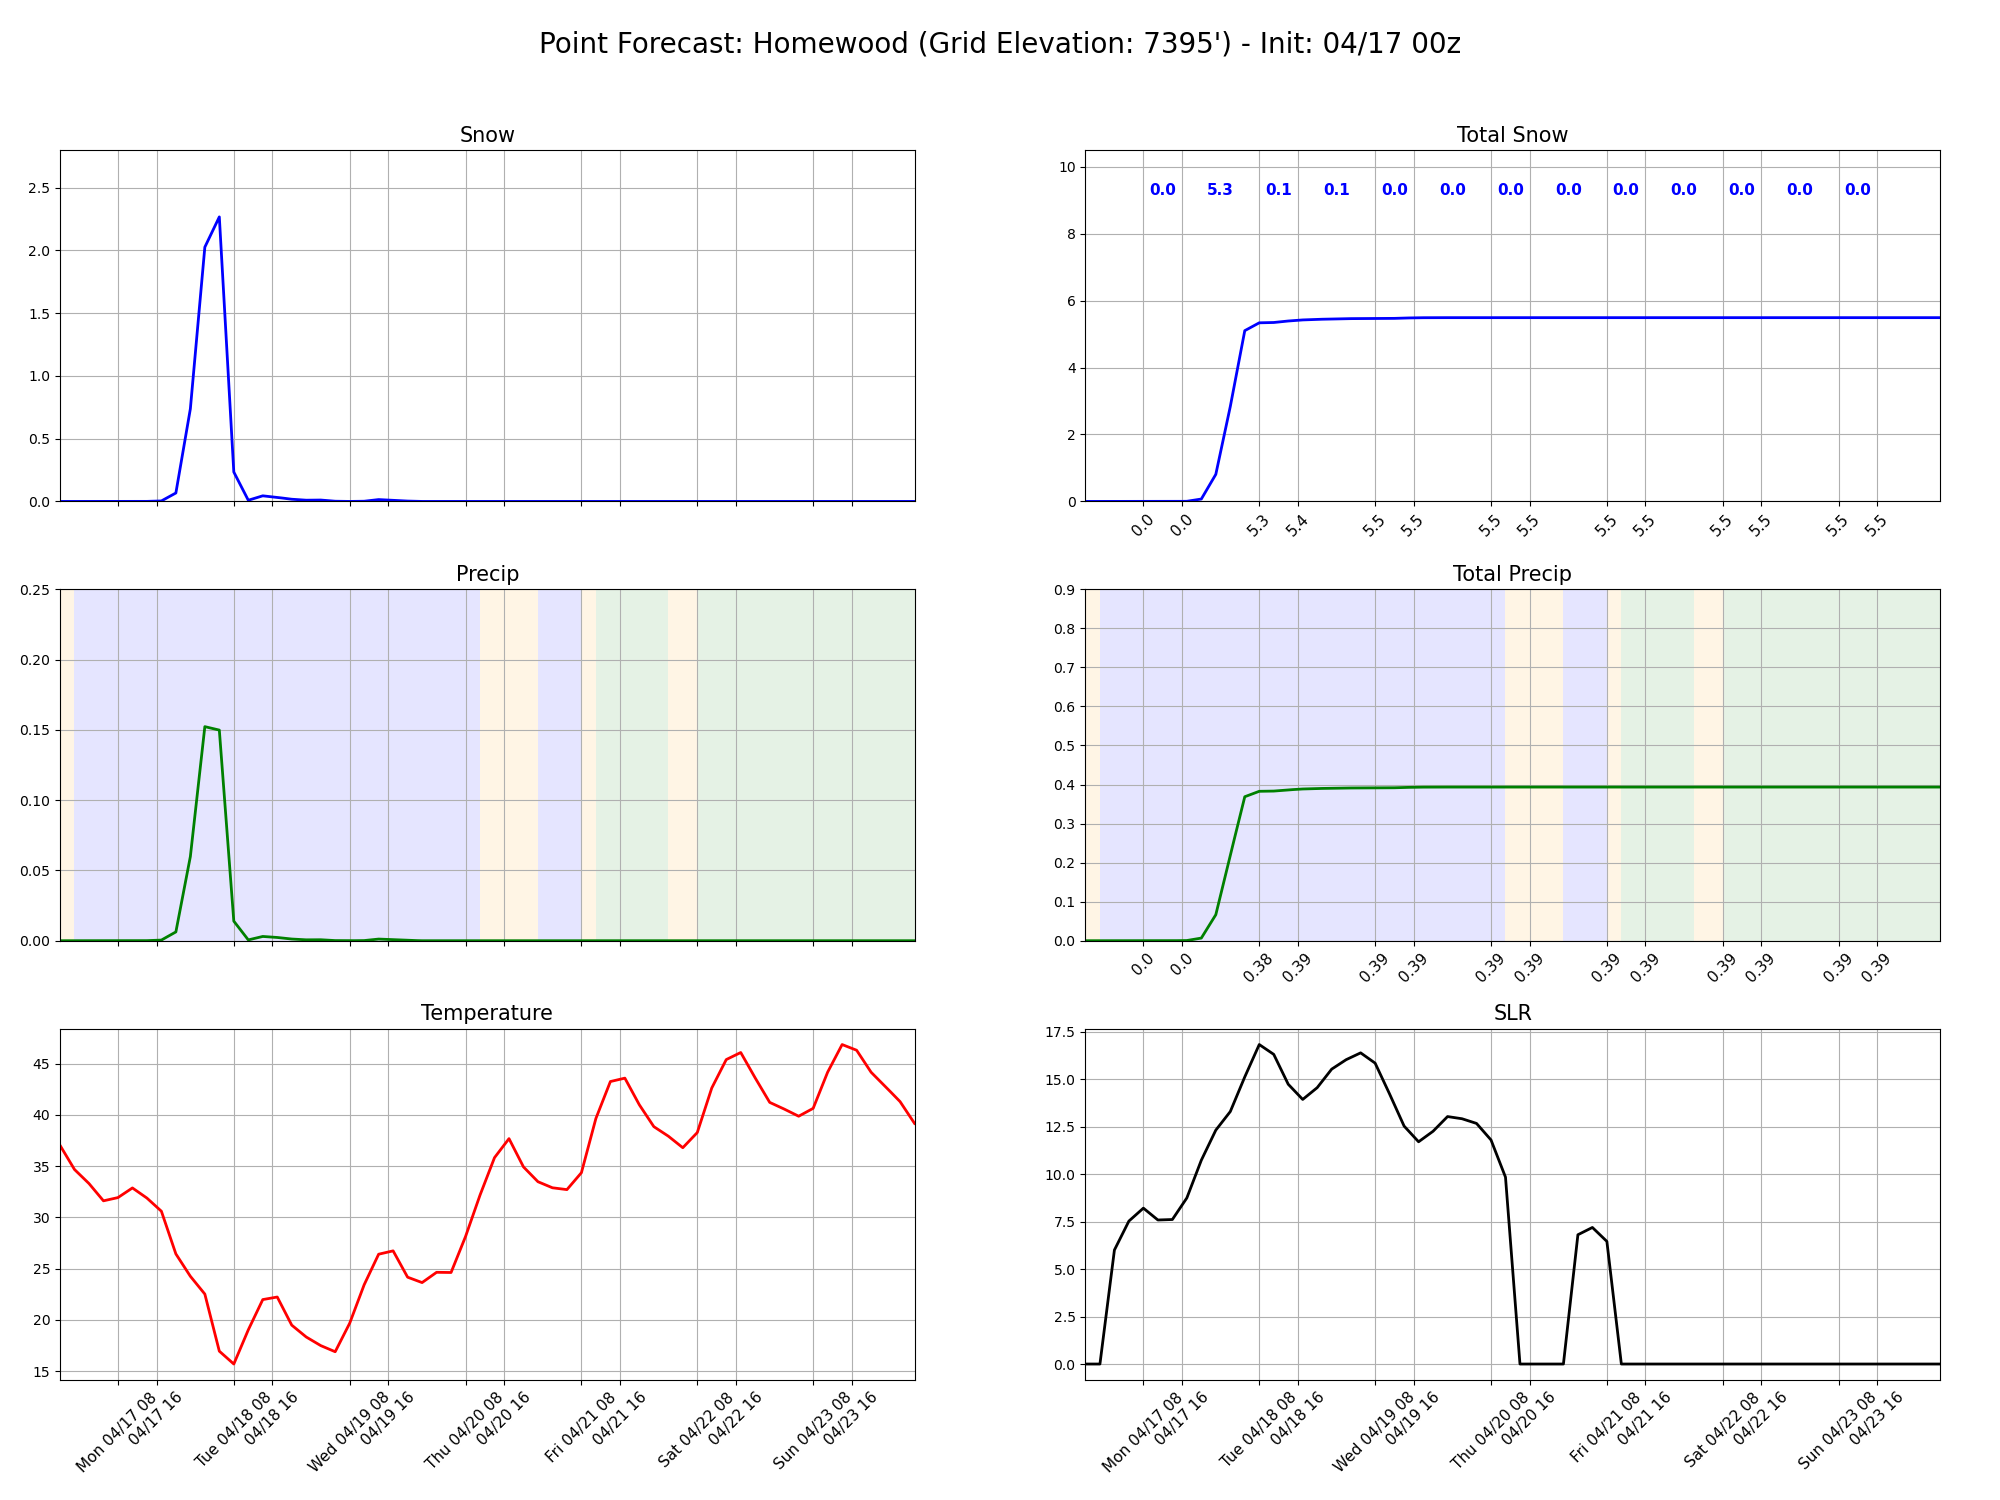 Point Forecast: Homewood (Grid Elevation: 7395') - Init: 04/17 00z
Snow
2.5
2.0
1.5
1.0
0.5
0.0
Total Snow
10
8
6
4
2
0
0.0 5.3 0.1 0.1 0.0 0.0 0.0 0.0 0.0 0.0 0.0 0.0 0.0
0.0 0.0 5.3 5.4 5.5 5.5 5.5 5.5 5.5 5.5 5.5 5.5 5.5 5.5
Precip
0.25
0.20
0.15
0.10
0.05
0.00
Total Precip
0.9
0.8
0.7
0.6
0.5
0.4
0.3
0.2
0.1
0.0
0.0 0.0 0.38 0.39 0.39 0.39 0.39 0.39 0.39 0.39 0.39 0.39 0.39 0.39
Temperature
45
40
35
30
25
20
15
Mon 04/17 08
04/17 16
Tue 04/18 08
04/18 16
Wed 04/19 08
04/19 16
Thu 04/20 08
04/20 16
Fri 04/21 08
04/21 16
Sat 04/22 08
04/22 16
Sun 04/23 08
04/23 16
SLR
17.5
15.0
12.5
10.0
7.5
5.0
2.5
0.0
Mon 04/17 08
04/17 16
Tue 04/18 08
04/18 16
Wed 04/19 08
04/19 16
Thu 04/20 08
04/20 16
Fri 04/21 08
04/21 16
Sat 04/22 08
04/22 16
Sun 04/23 08
04/23 16